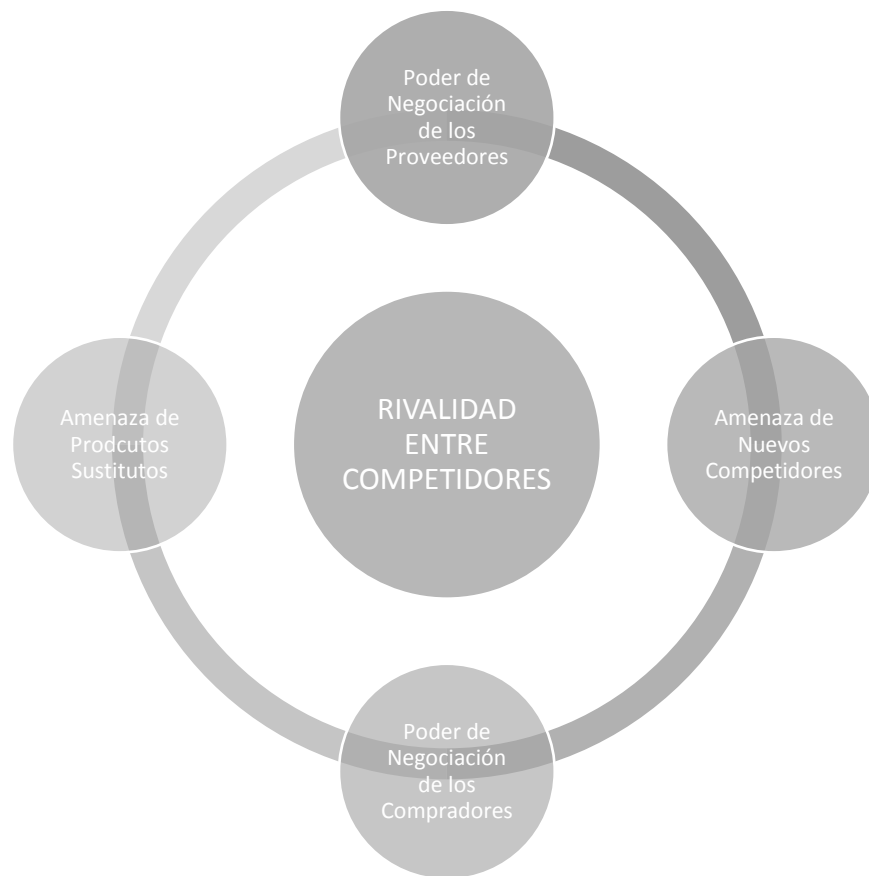 Poder de
Negociación
de los
Proveedores
Amenaza de
Prodcutos
Sustitutos
RIVALIDAD
ENTRE
COMPETIDORES
Amenaza de
Nuevos
Competidores
Poder de
Negociación
de los
Compradores